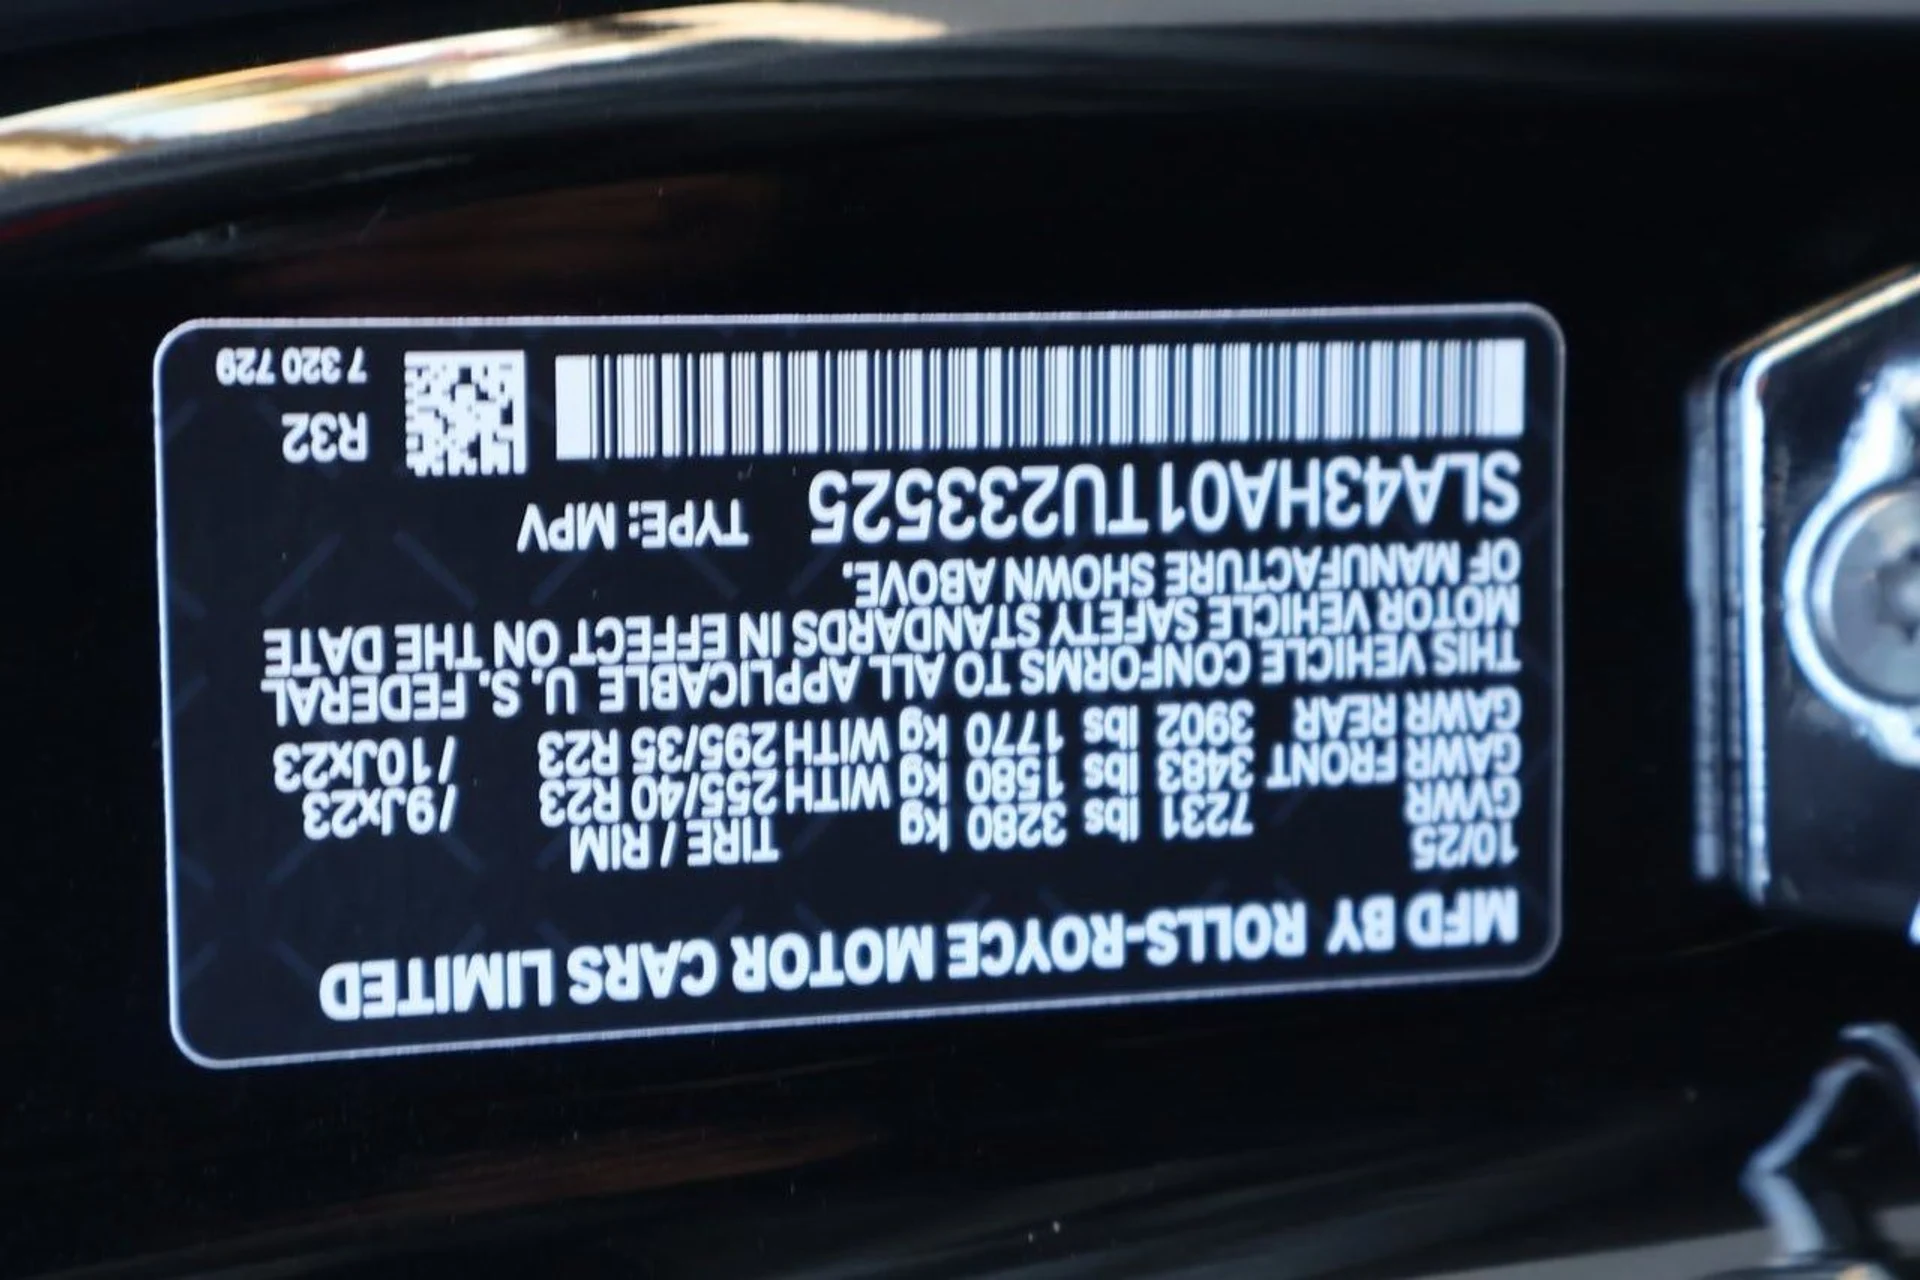 MFD BY ROLLS-ROYCE MOTOR CARS LIMITED
10/25 TIRE / RIM
GVWR 7231 lbs 3280 kg
GAWR FRONT 3483 lbs 1580 kg WITH 255/40 R23 /9Jx23
GAWR REAR 3902 lbs 1770 kg WITH 295/35 R23 /10Jx23
THIS VEHICLE CONFORMS TO ALL APPLICABLE U. S. FEDERAL
MOTOR VEHICLE SAFETY STANDARDS IN EFFECT ON THE DATE
OF MANUFACTURE SHOWN ABOVE.
SLA43HA01TU233525 TYPE: MPV
R32
7 320 729